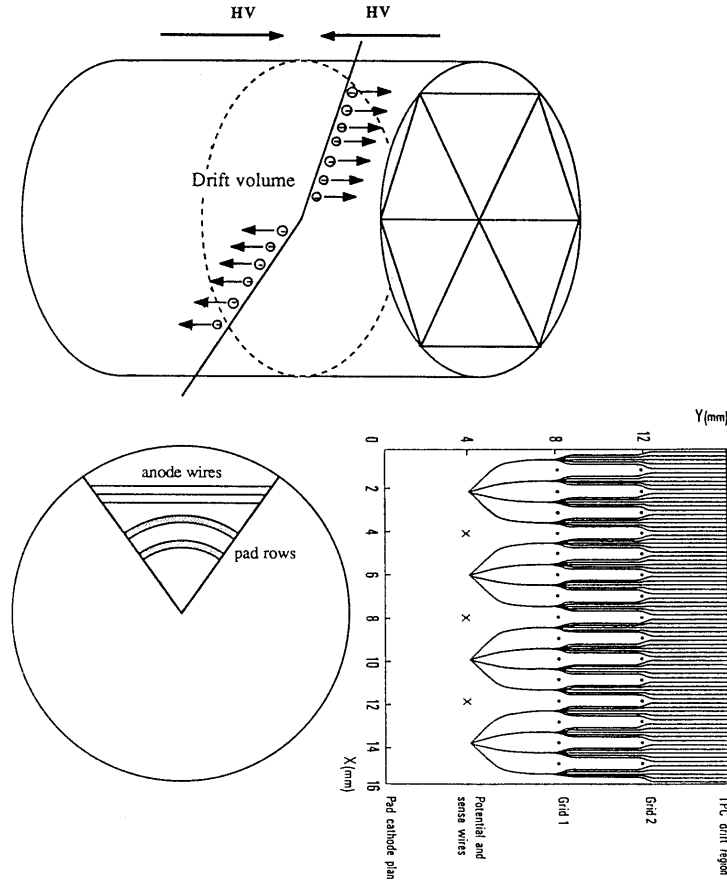 HV HV
Drift volume
anode wires
pad rows
Y(mm)
0 4 8 12
2
4
6
8
10
12
14
16
X(mm)
Pad cathode plan
Potential and
sense wires
Grid 1
Grid 2
TPC drift region